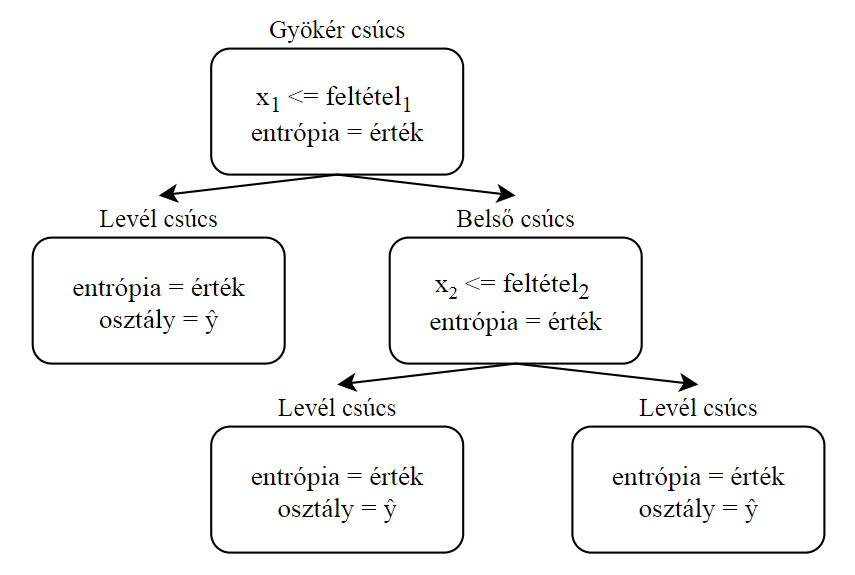 Gyökér csúcs
x₁ <= feltétel₁
entrópia = érték
Levél csúcs
Belső csúcs
entrópia = érték
osztály = ŷ
x₂ <= feltétel₂
entrópia = érték
Levél csúcs
Levél csúcs
entrópia = érték
osztály = ŷ
entrópia = érték
osztály = ŷ